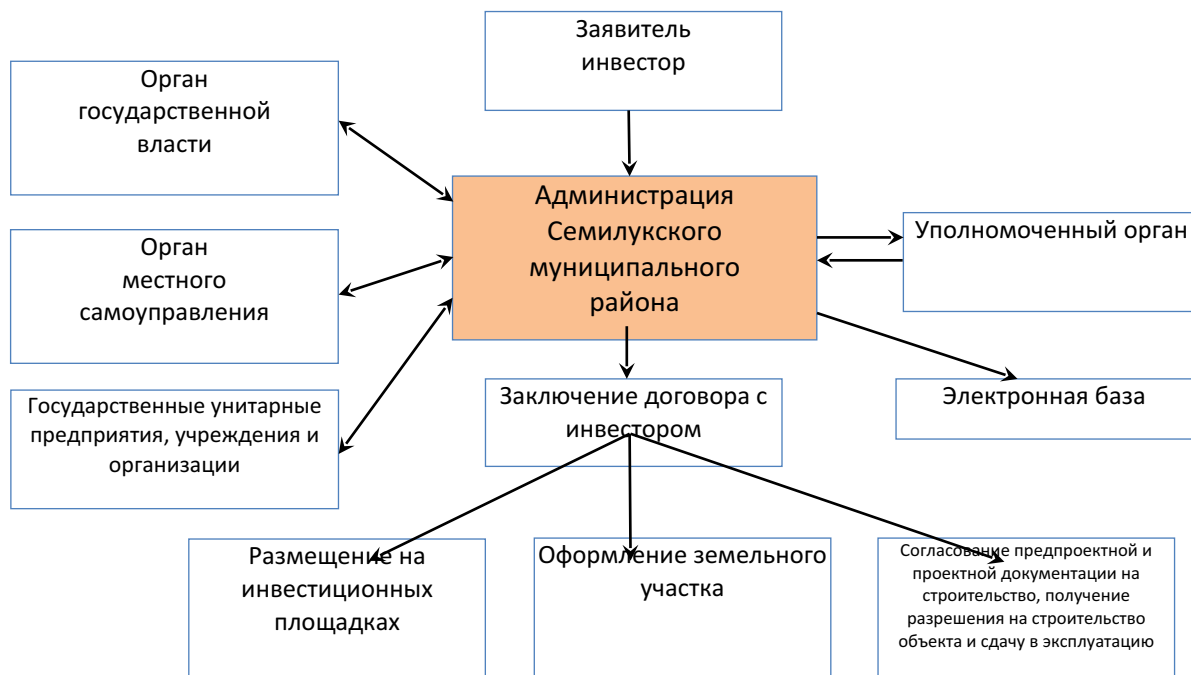 Заявитель
инвестор
Орган
государственной
власти
Администрация
Семилукского
муниципального
района
Уполномоченный орган
Орган
местного
самоуправления
Государственные унитарные
предприятия, учреждения и
организации
Заключение договора с
инвестором
Электронная база
Размещение на
инвестиционных
площадках
Оформление земельного
участка
Согласование предпроектной и
проектной документации на
строительство, получение
разрешения на строительство
объекта и сдачу в эксплуатацию